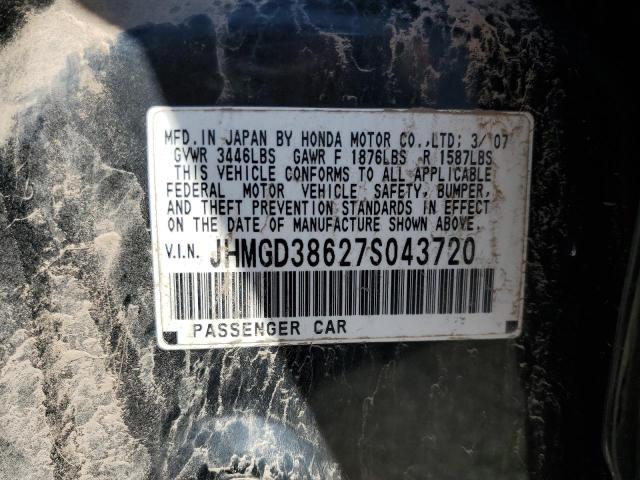 MFD.IN JAPAN BY HONDA MOTOR CO.,LTD; 3/07
GVWR 3446LBS GAWR F 1876LBS R 1587LBS
THIS VEHICLE CONFORMS TO ALL APPLICABLE
FEDERAL MOTOR VEHICLE SAFETY, BUMPER,
AND THEFT PREVENTION STANDARDS IN EFFECT
ON THE DATE OF MANUFACTURE SHOWN ABOVE.
V.I.N. JHMGD38627S043720
PASSENGER CAR